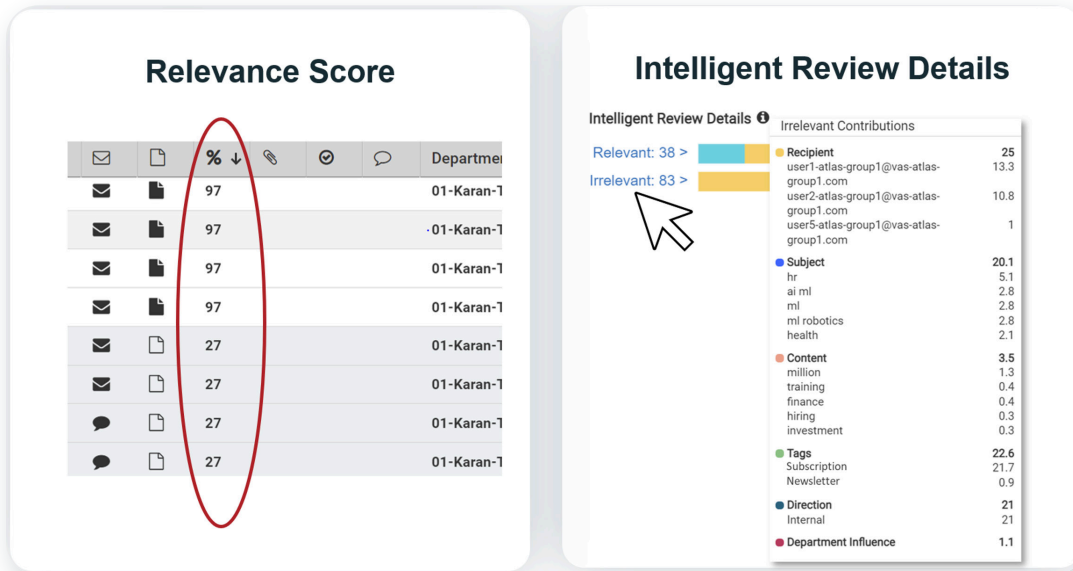 Relevance Score
% Departmer
97 01-Karan-T
97 01-Karan-T
97 01-Karan-T
97 01-Karan-T
27 01-Karan-T
27 01-Karan-T
27 01-Karan-T
27 01-Karan-T
Intelligent Review Details
Intelligent Review Details
Relevant: 38 >
Irrelevant: 83 >
Irrelevant Contributions
Recipient 25
user1-atlas-group1@vas-atlas- 13.3
group1.com
user2-atlas-group1@vas-atlas- 10.8
group1.com
user5-atlas-group1@vas-atlas- 1
group1.com
Subject 20.1
hr 5.1
ai ml 2.8
ml 2.8
ml robotics 2.8
health 2.1
Content 3.5
million 1.3
training 0.4
finance 0.4
hiring 0.3
investment 0.3
Tags 22.6
Subscription 21.7
Newsletter 0.9
Direction 21
Internal 21
Department Influence 1.1